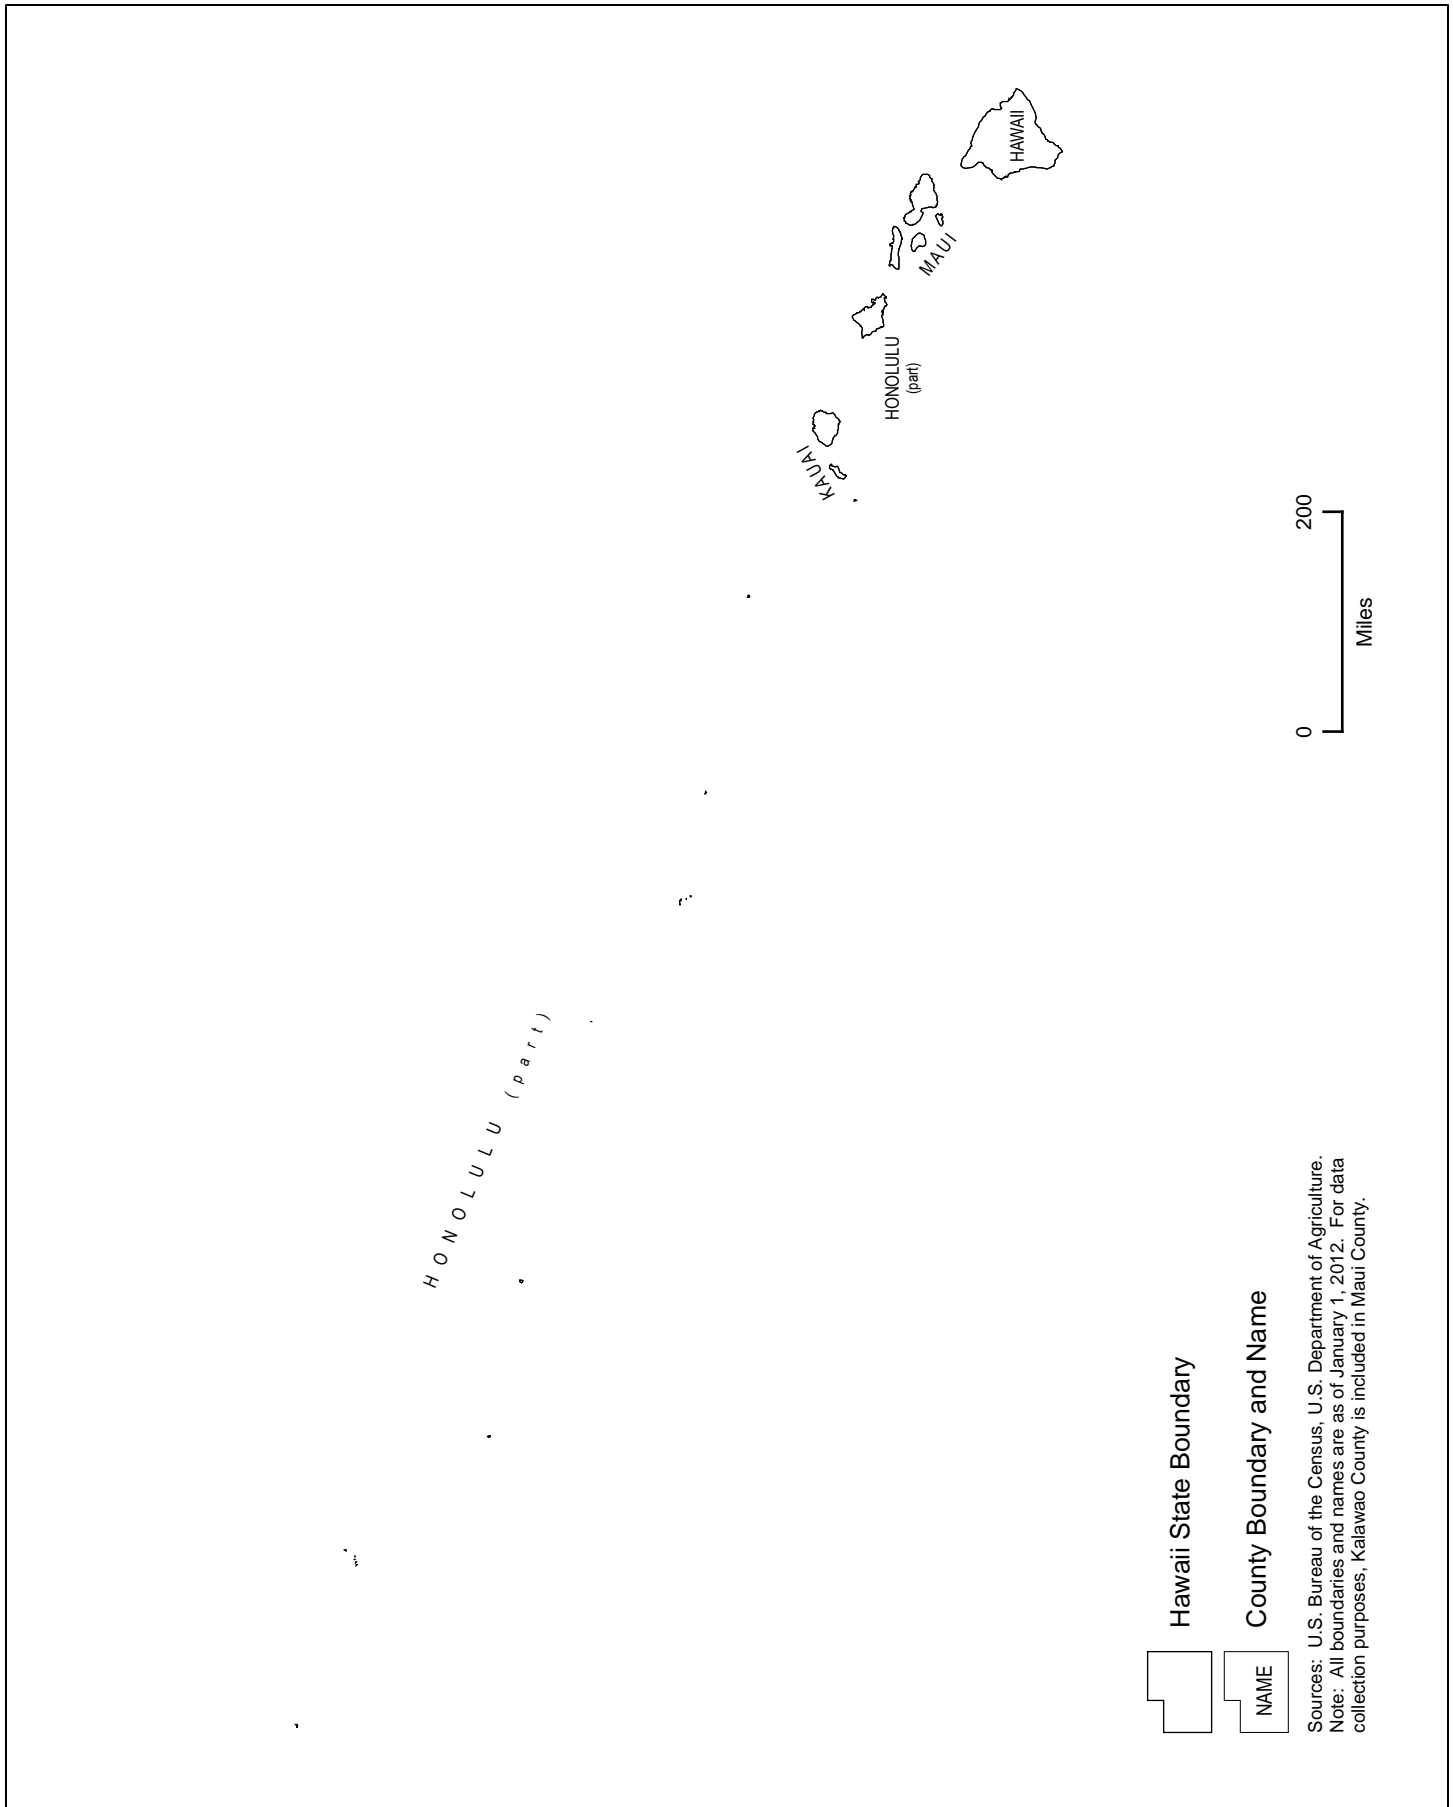 HONOLULU (part)
KAUAI
HONOLULU
(part)
MAUI
HAWAII
Hawaii State Boundary
NAME
County Boundary and Name
0
200
Miles
Sources: U.S. Bureau of the Census, U.S. Department of Agriculture.
Note: All boundaries and names are as of January 1, 2012. For data
collection purposes, Kalawao County is included in Maui County.